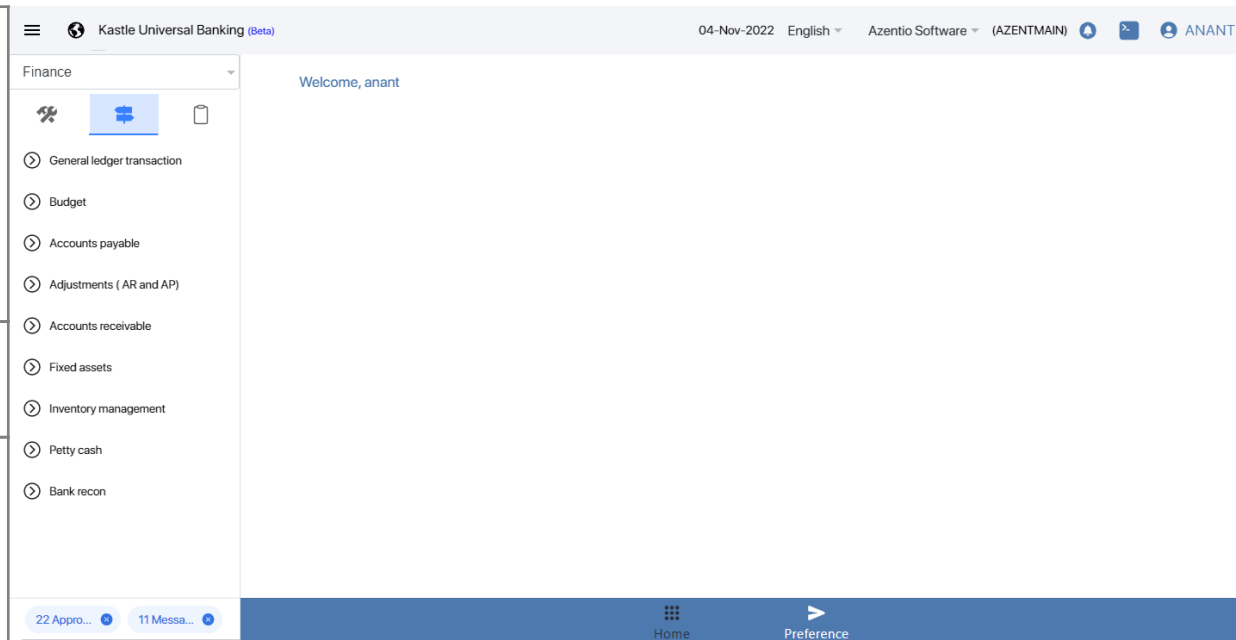 Kastle Universal Banking (Beta) 04-Nov-2022 English Azentio Software (AZENTMAIN) ANANT
Finance
Welcome, anant
General ledger transaction
Budget
Accounts payable
Adjustments ( AR and AP)
Accounts receivable
Fixed assets
Inventory management
Petty cash
Bank recon
22 Appro... 11 Messa...
Home Preference